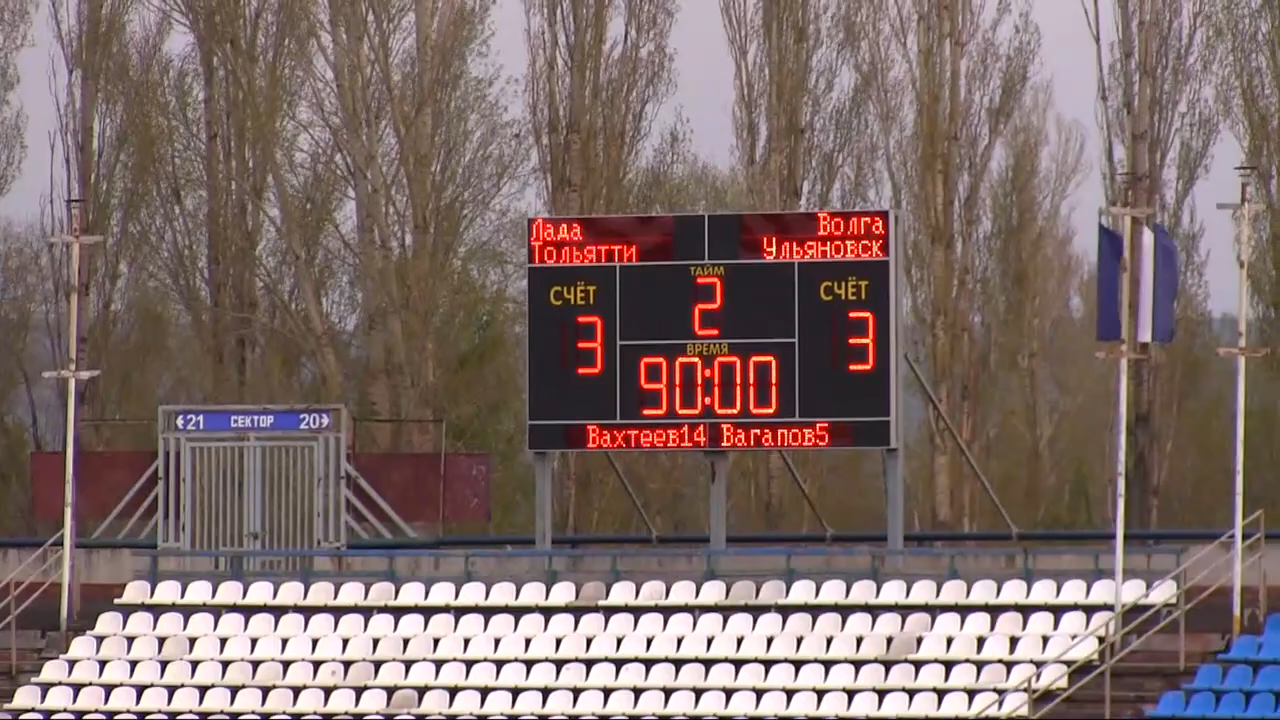 Лада
Тольятти
Волга
Ульяновск
ТАЙМ
2
СЧЁТ
3
СЧЁТ
3
ВРЕМЯ
90:00
Вахтеев14 Вагапов5
21 СЕКТОР 20